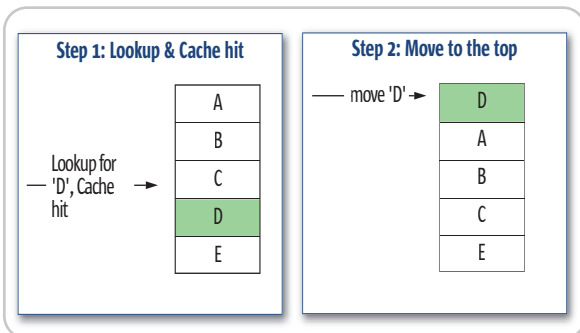 Step 1: Lookup & Cache hit
A
B
Lookup for
'D', Cache
hit
C
D
E
Step 2: Move to the top
move 'D'
D
A
B
C
E